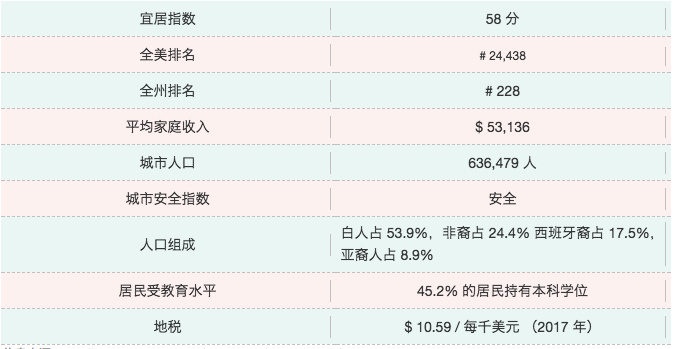 宜居指数 58 分
全美排名 # 24,438
全州排名 # 228
平均家庭收入 $ 53,136
城市人口 636,479 人
城市安全指数 安全
人口组成 白人占 53.9%，非裔占 24.4% 西班牙裔占 17.5%,
亚裔人占 8.9%
居民受教育水平 45.2% 的居民持有本科学位
地税 $ 10.59 / 每千美元 （2017 年）